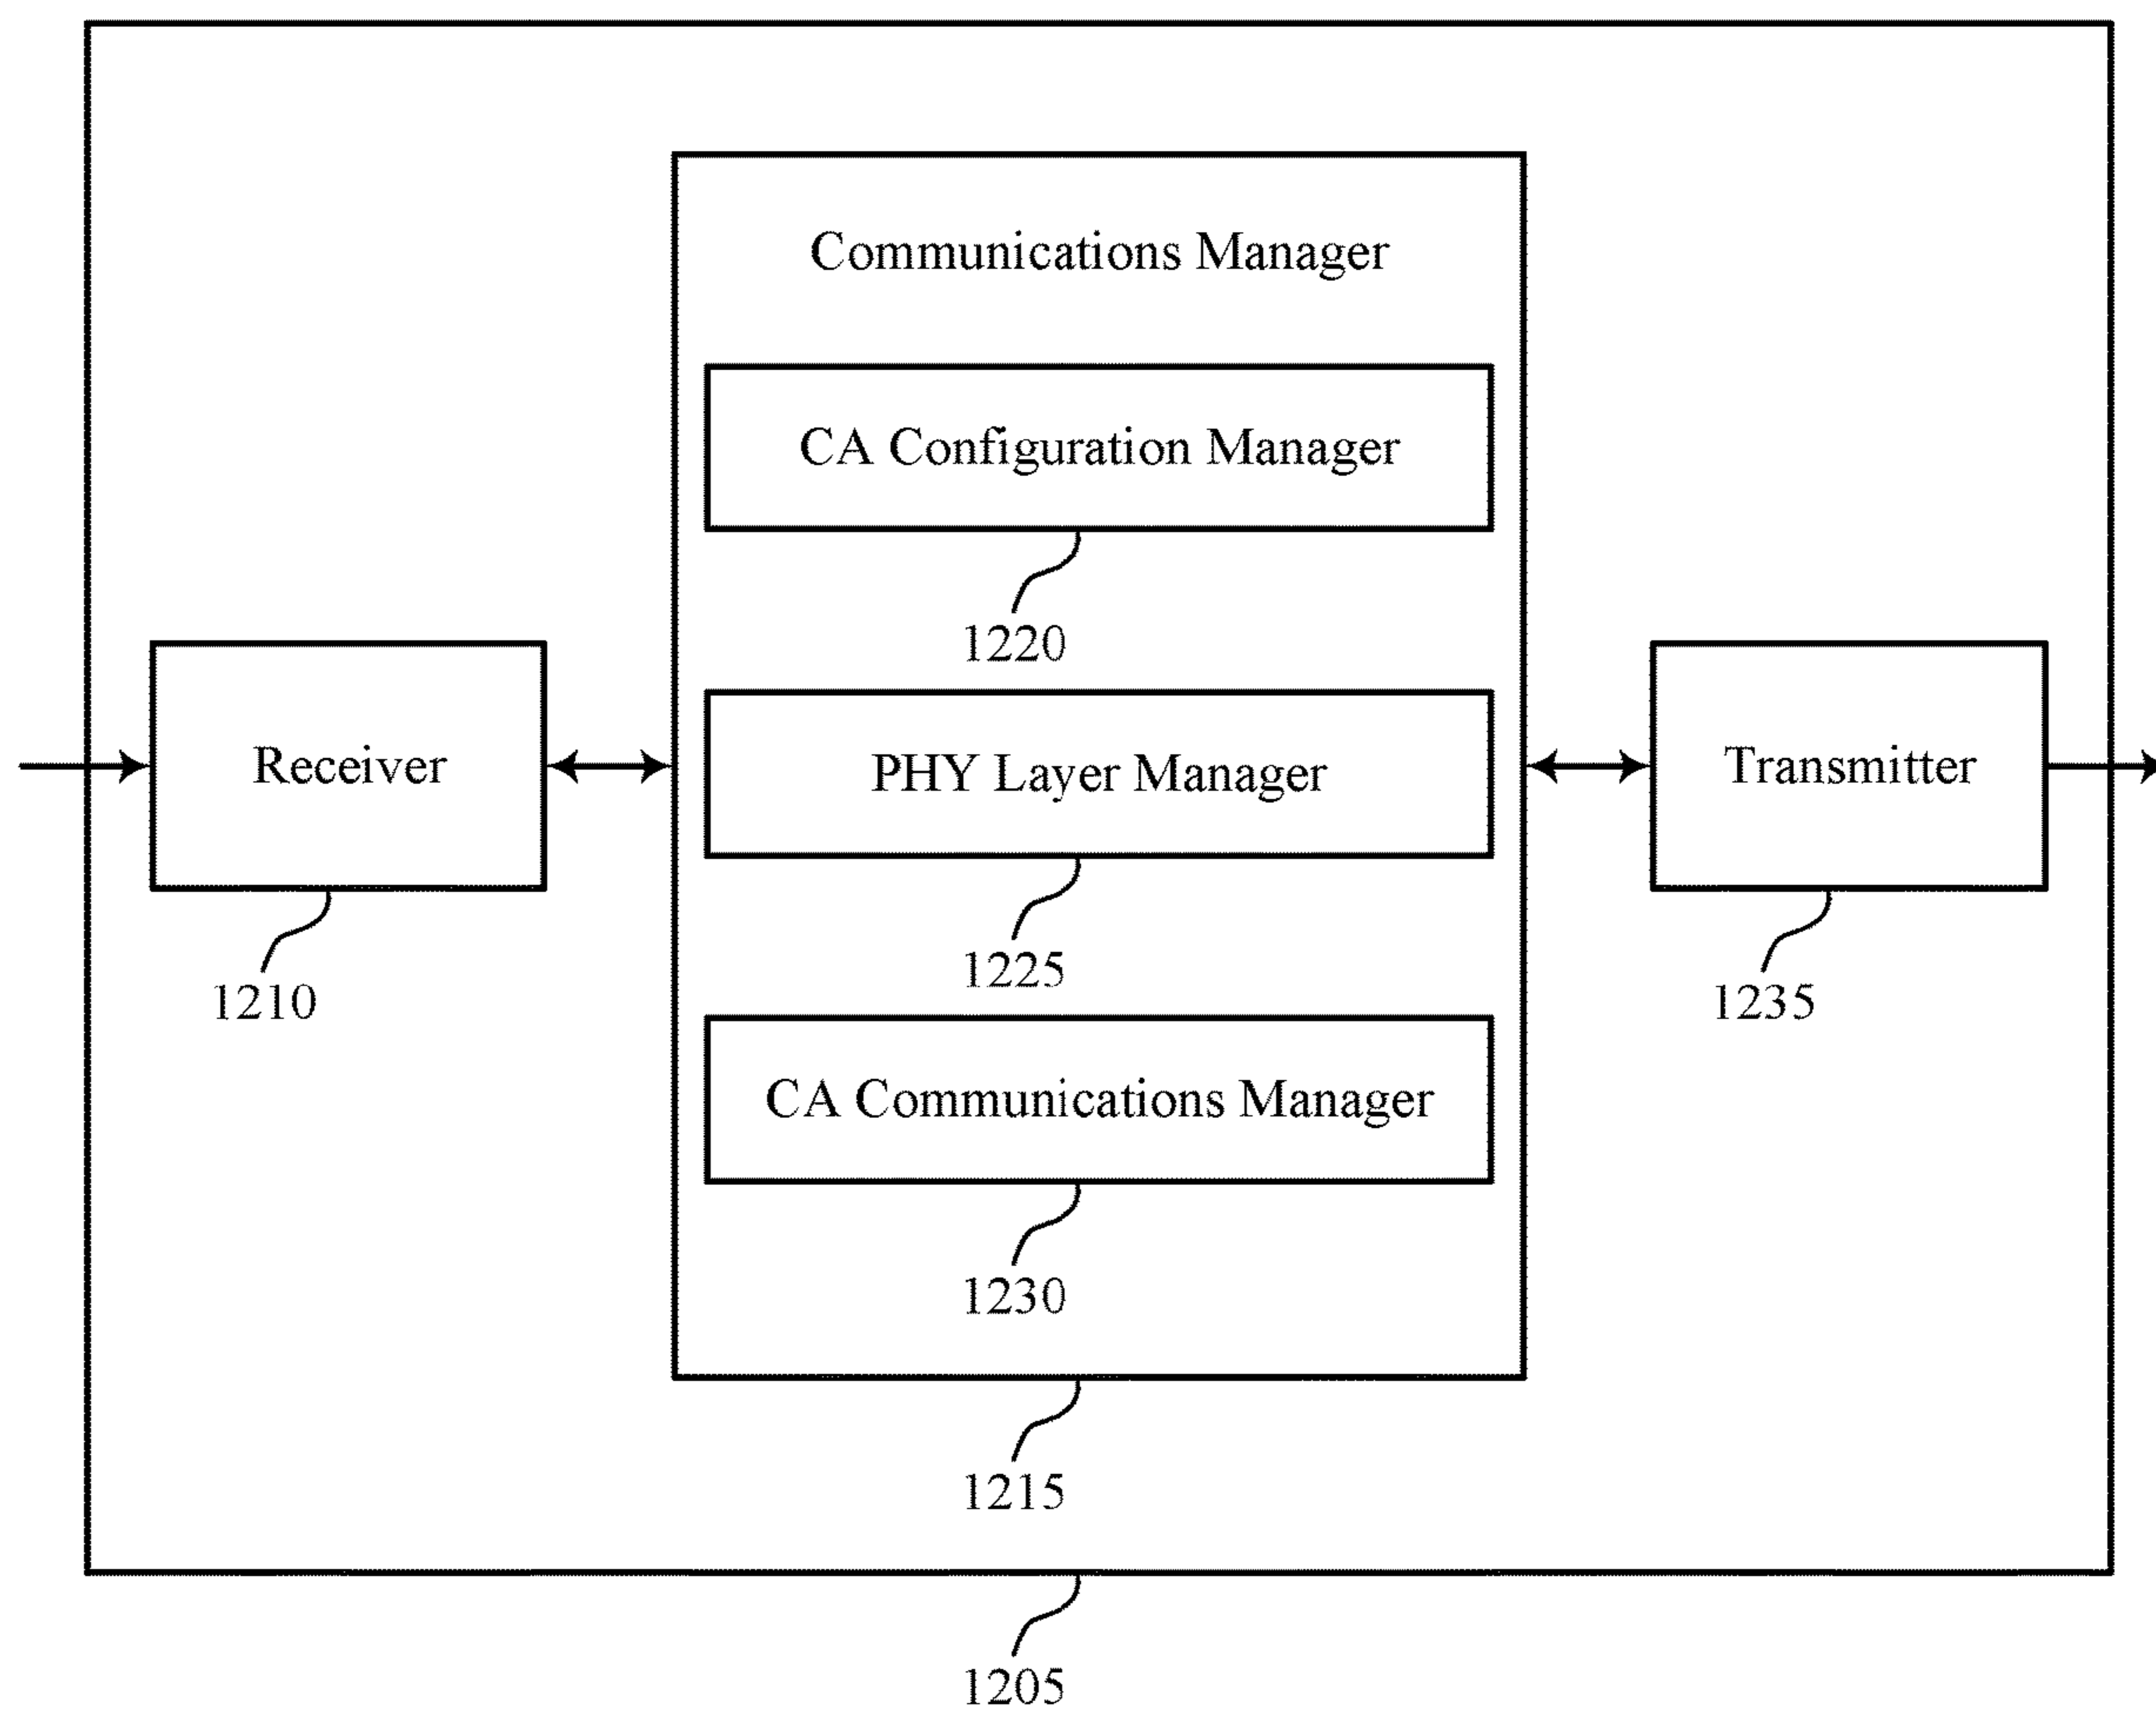 Communications Manager
CA Configuration Manager
1220
Receiver
PHY Layer Manager
Transmitter
1210
1225
1235
CA Communications Manager
1230
1215
1205